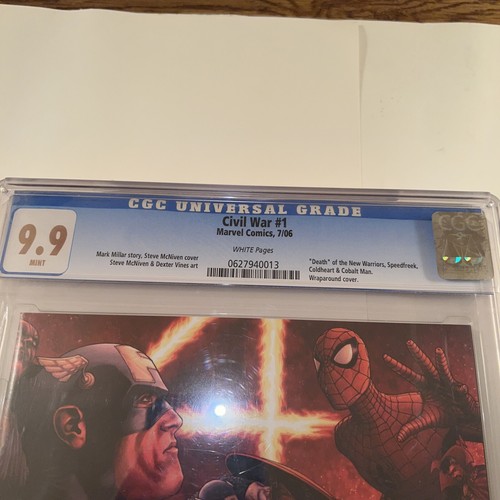 CGC UNIVERSAL GRADE
9.9
MINT
Civil War #1
Marvel Comics, 7/06
WHITE Pages
Mark Millar story, Steve McNiven cover
Steve McNiven & Dexter Vines art
0627940013
"Death" of the New Warriors, Speedfreek,
Coldheart & Cobalt Man.
Wraparound cover.
CGC